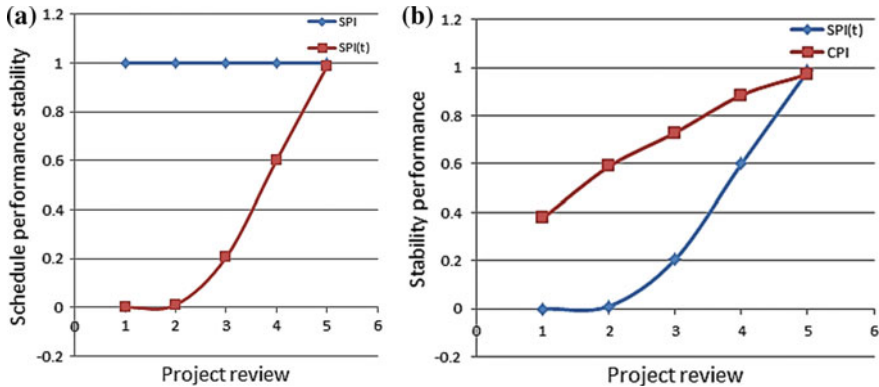 (a)
SPI
SPI(t)
Schedule performance stability
1.2
1
0.8
0.6
0.4
0.2
0
-0.2
0 1 2 3 4 5 6
Project review
(b)
SPI(t)
CPI
Stability performance
1.2
1
0.8
0.6
0.4
0.2
0
-0.2
0 1 2 3 4 5 6
Project review